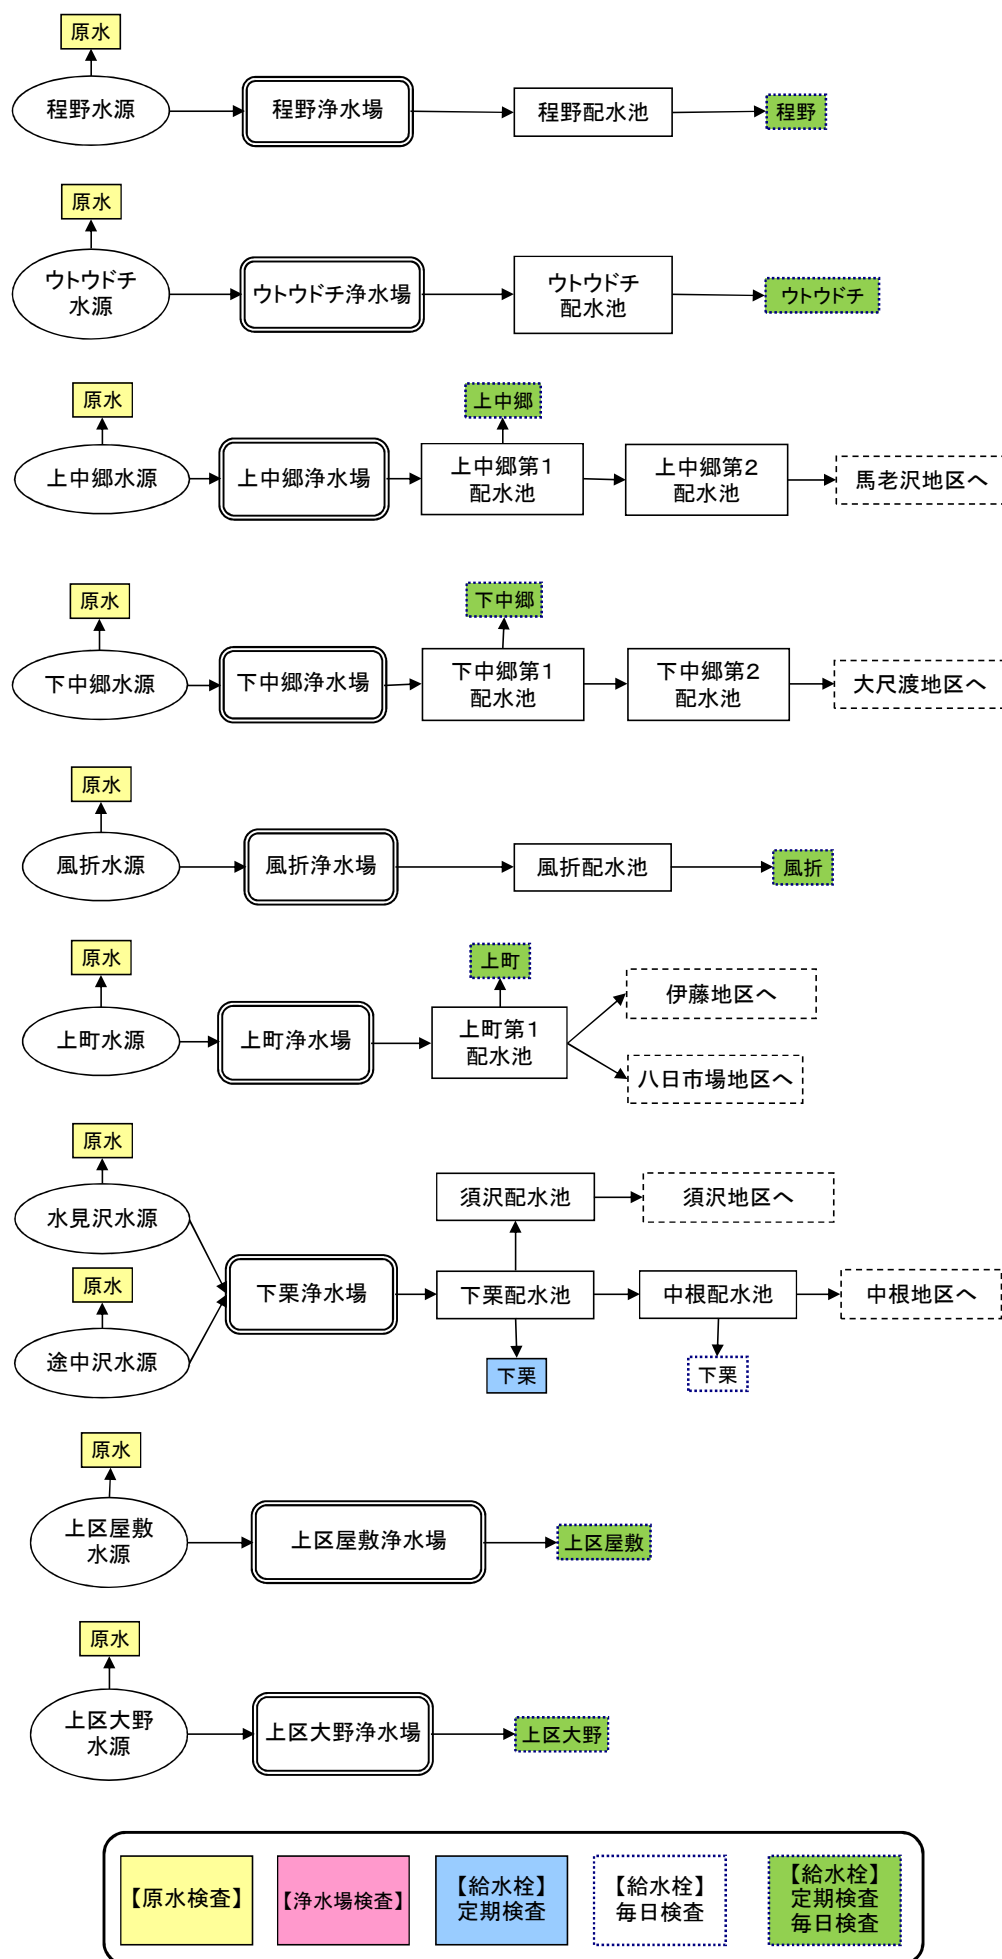 原水
程野水源
程野浄水場
程野配水池
程野
原水
ウトウドチ
水源
ウトウドチ浄水場
ウトウドチ
配水池
ウトウドチ
原水
上中郷水源
上中郷浄水場
上中郷
上中郷第1
配水池
上中郷第2
配水池
馬老沢地区へ
原水
下中郷水源
下中郷浄水場
下中郷
下中郷第1
配水池
下中郷第2
配水池
大尺渡地区へ
原水
風折水源
風折浄水場
風折配水池
風折
原水
上町水源
上町浄水場
上町
上町第1
配水池
伊藤地区へ
八日市場地区へ
原水
水見沢水源
原水
途中沢水源
下栗浄水場
須沢配水池
須沢地区へ
下栗配水池
中根配水池
中根地区へ
下栗
下栗
原水
上区屋敷
水源
上区屋敷浄水場
上区屋敷
原水
上区大野
水源
上区大野浄水場
上区大野
【原水検査】
【浄水場検査】
【給水栓】
定期検査
【給水栓】
毎日検査
【給水栓】
定期検査
毎日検査